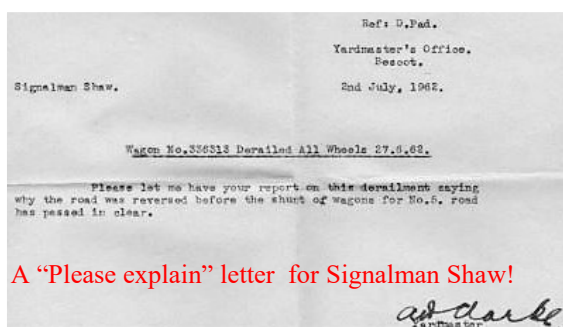 Ref: D.Pad.
Yardmaster's Office.
Bescot.
Signalman Shaw.
2nd July, 1962.
Wagon No.336313 Derailed All Wheels 27.6.62.
Please let me have your report on this derailment saying
why the road was reversed before the shunt of wagons for No.5. road
has passed in clear.
A “Please explain” letter for Signalman Shaw!
Yardmaster